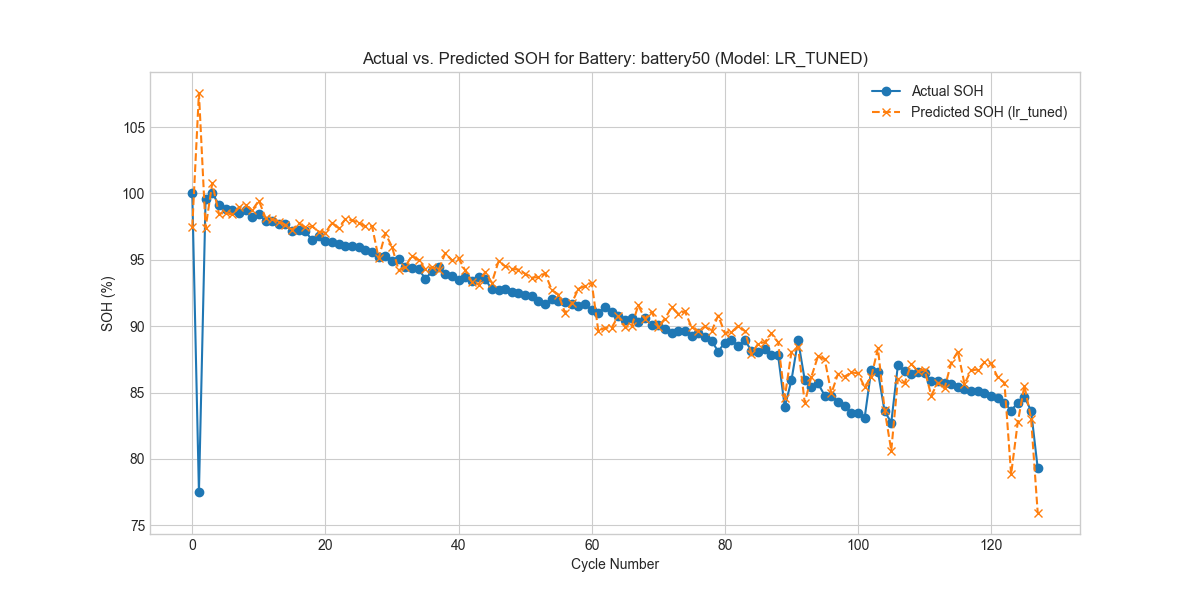 Actual vs. Predicted SOH for Battery: battery50 (Model: LR_TUNED)
Actual SOH
Predicted SOH (lr_tuned)
105
100
95
90
85
80
75
SOH (%)
0 20 40 60 80 100 120
Cycle Number